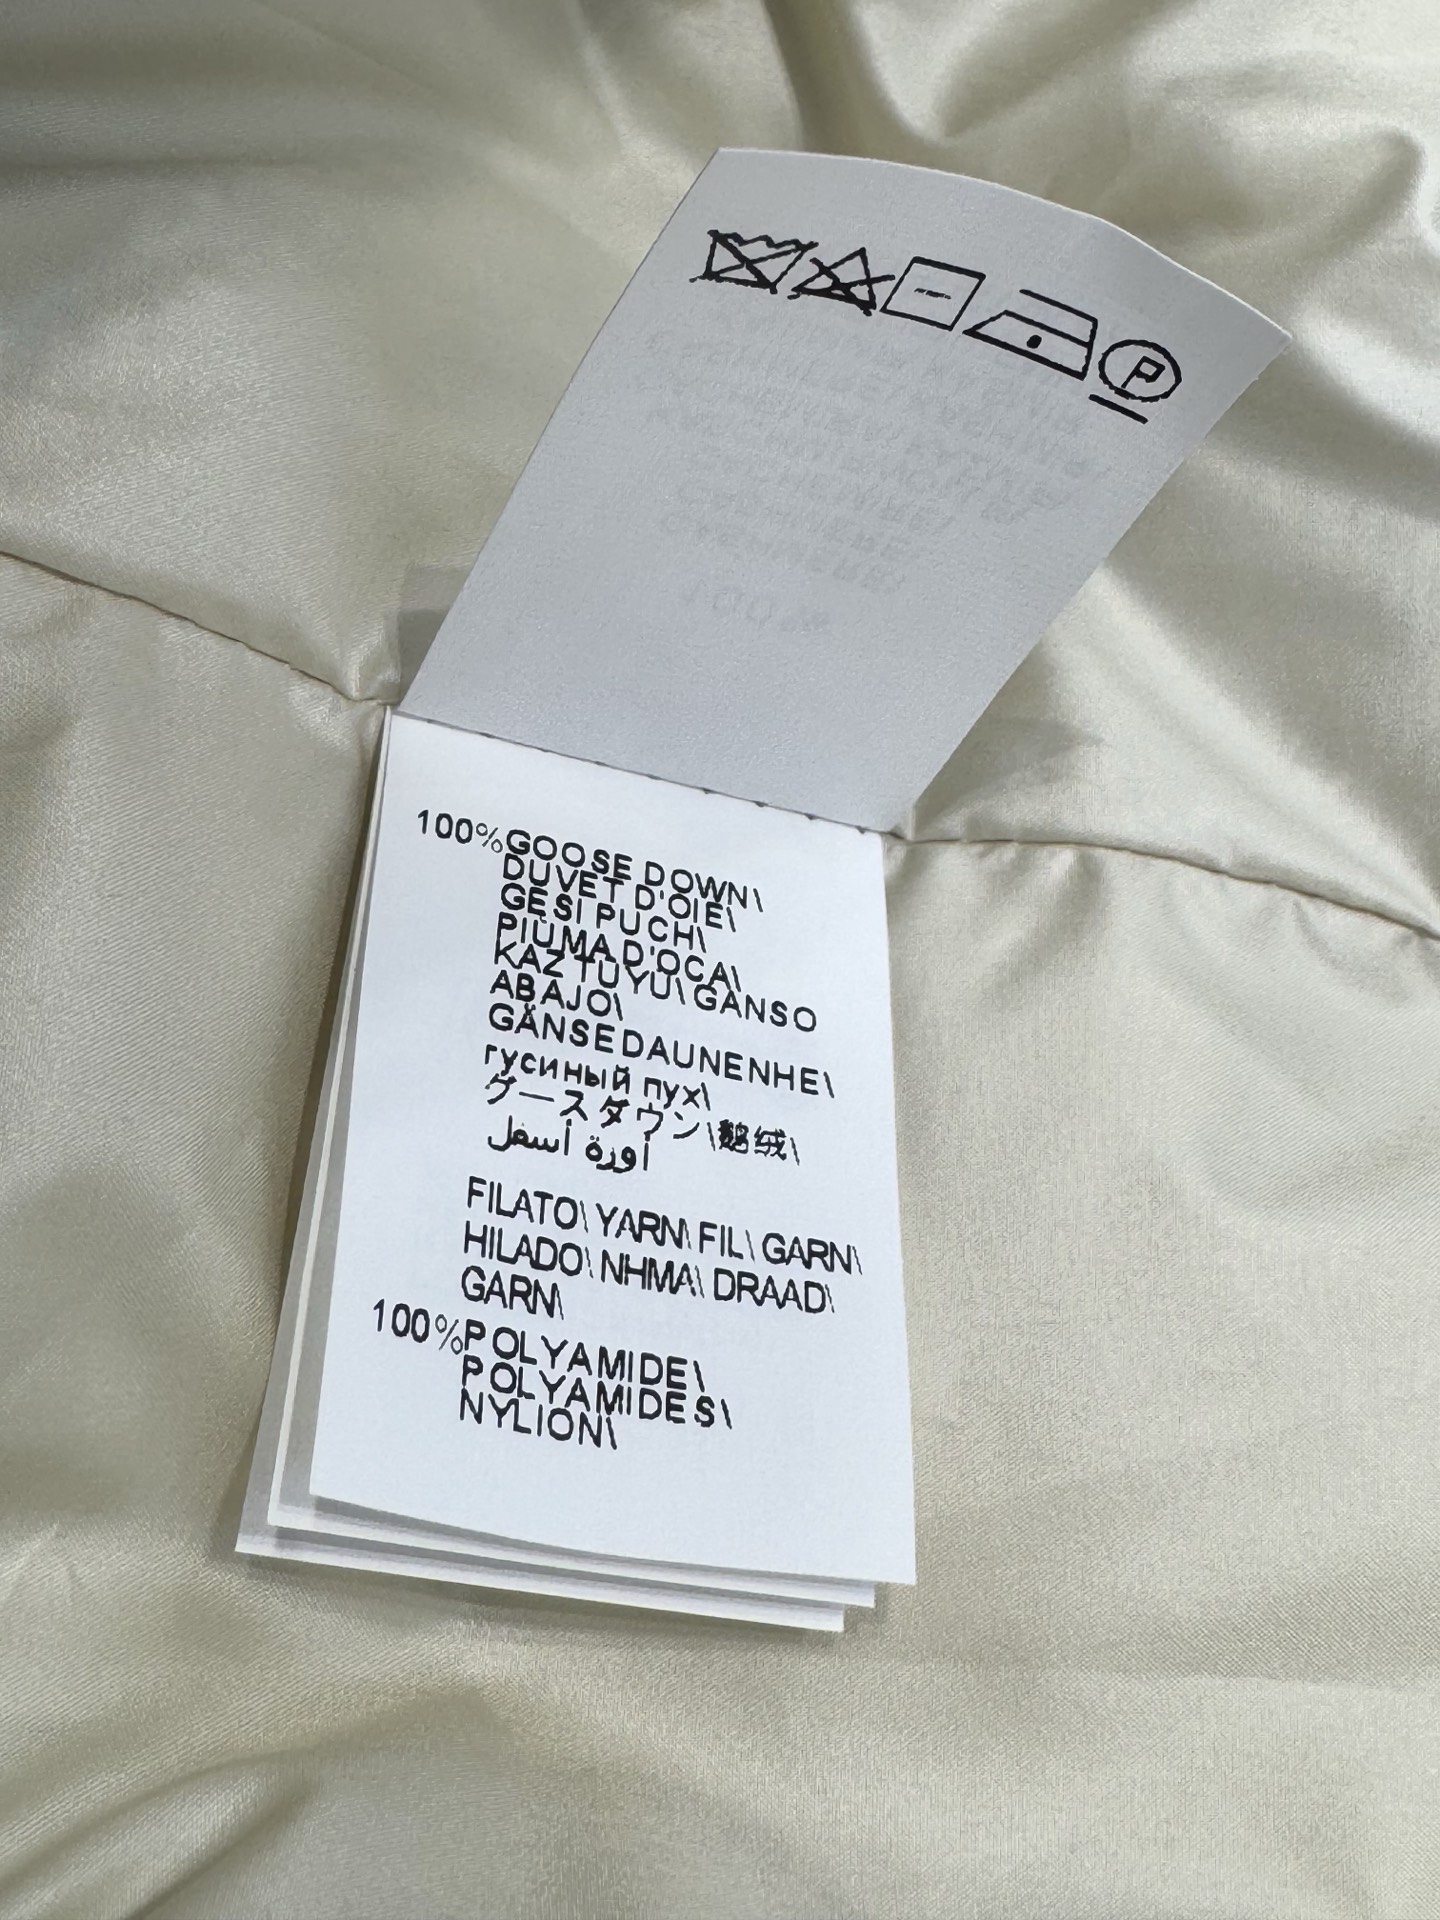 P
100%GOOSE DOWN\
DUVET D'OIE\
GESI PUCH\
PIUMA D'OCA\
KAZ TUYU\GANSO
ABAJO\
GÄNSEDAUNENHE\
гусиный пух\
グースダウン\鹅绒\
أوزة أسفل
FILATO\YARN\FIL\GARN\
HILADO\NHMA\DRAAD\
GARN\
100%POLYAMIDE\
POLYAMIDES\
NYLION\